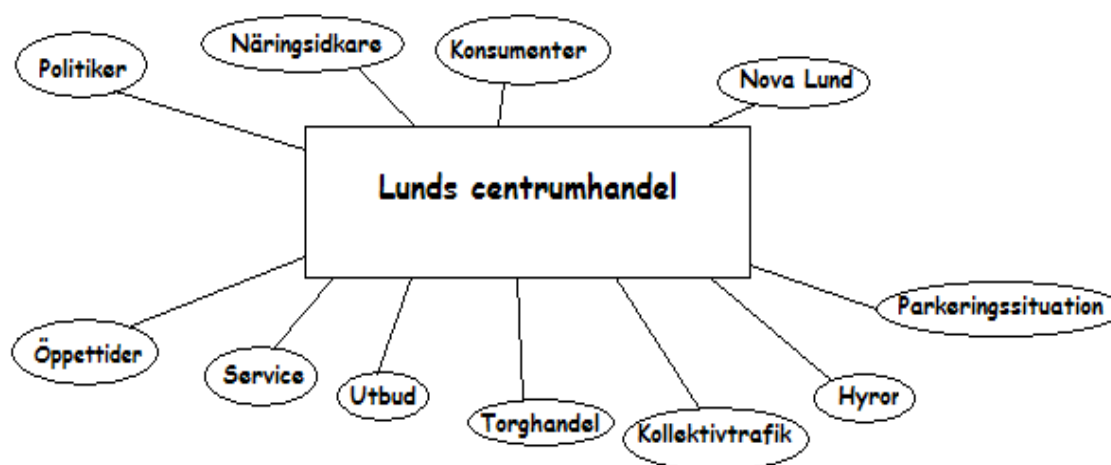 Politiker
Näringsidkare
Konsumenter
Nova Lund
Lunds centrumhandel
Parkeringssituation
Öppettider
Service
Utbud
Torghandel
Kollektivtrafik
Hyror